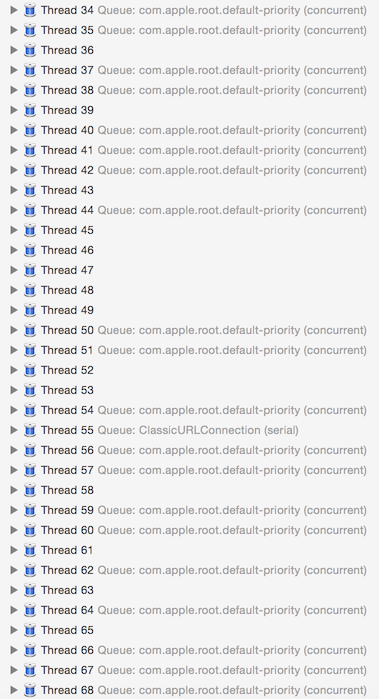 Thread 34 Queue: com.apple.root.default-priority (concurrent)
Thread 35 Queue: com.apple.root.default-priority (concurrent)
Thread 36
Thread 37 Queue: com.apple.root.default-priority (concurrent)
Thread 38 Queue: com.apple.root.default-priority (concurrent)
Thread 39
Thread 40 Queue: com.apple.root.default-priority (concurrent)
Thread 41 Queue: com.apple.root.default-priority (concurrent)
Thread 42 Queue: com.apple.root.default-priority (concurrent)
Thread 43
Thread 44 Queue: com.apple.root.default-priority (concurrent)
Thread 45
Thread 46
Thread 47
Thread 48
Thread 49
Thread 50 Queue: com.apple.root.default-priority (concurrent)
Thread 51 Queue: com.apple.root.default-priority (concurrent)
Thread 52
Thread 53
Thread 54 Queue: com.apple.root.default-priority (concurrent)
Thread 55 Queue: ClassicURLConnection (serial)
Thread 56 Queue: com.apple.root.default-priority (concurrent)
Thread 57 Queue: com.apple.root.default-priority (concurrent)
Thread 58
Thread 59 Queue: com.apple.root.default-priority (concurrent)
Thread 60 Queue: com.apple.root.default-priority (concurrent)
Thread 61
Thread 62 Queue: com.apple.root.default-priority (concurrent)
Thread 63
Thread 64 Queue: com.apple.root.default-priority (concurrent)
Thread 65
Thread 66 Queue: com.apple.root.default-priority (concurrent)
Thread 67 Queue: com.apple.root.default-priority (concurrent)
Thread 68 Queue: com.apple.root.default-priority (concurrent)